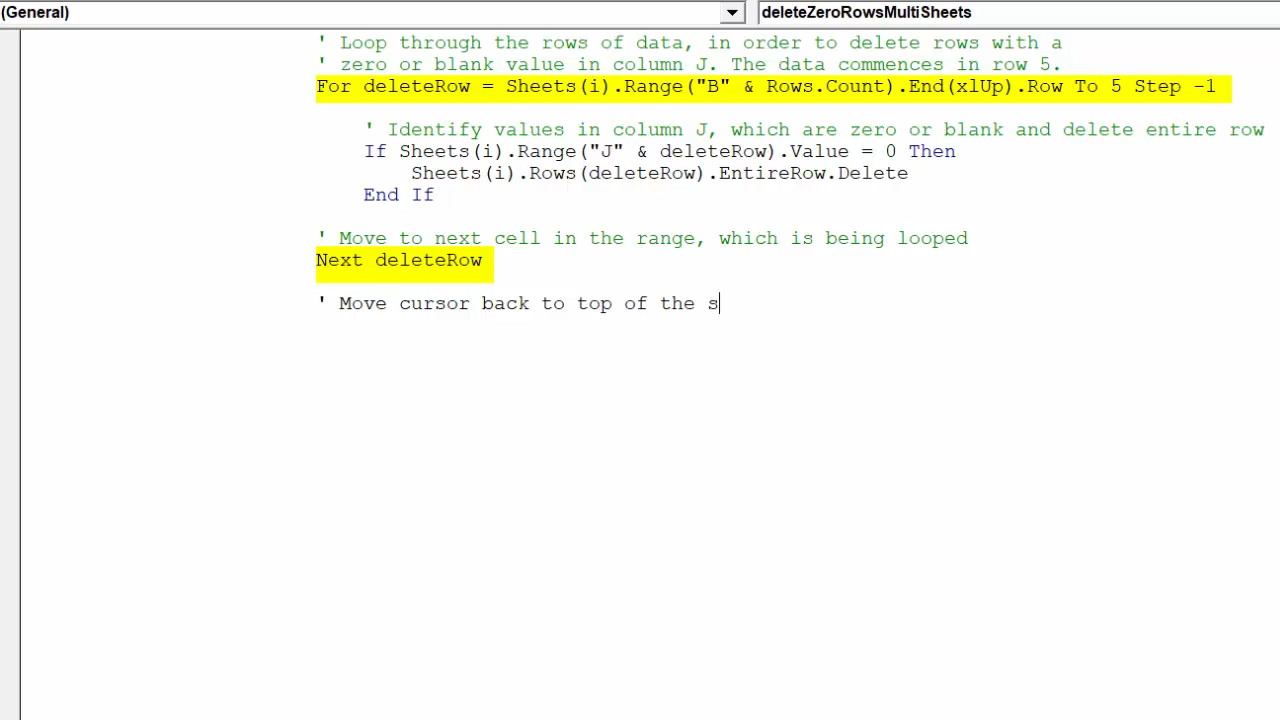 (General) deleteZeroRowsMultiSheets
' Loop through the rows of data, in order to delete rows with a
' zero or blank value in column J. The data commences in row 5.
For deleteRow = Sheets(i).Range("B" & Rows.Count).End(xlUp).Row To 5 Step -1
' Identify values in column J, which are zero or blank and delete entire row
If Sheets(i).Range("J" & deleteRow).Value = 0 Then
Sheets(i).Rows(deleteRow).EntireRow.Delete
End If
' Move to next cell in the range, which is being looped
Next deleteRow
' Move cursor back to top of the s